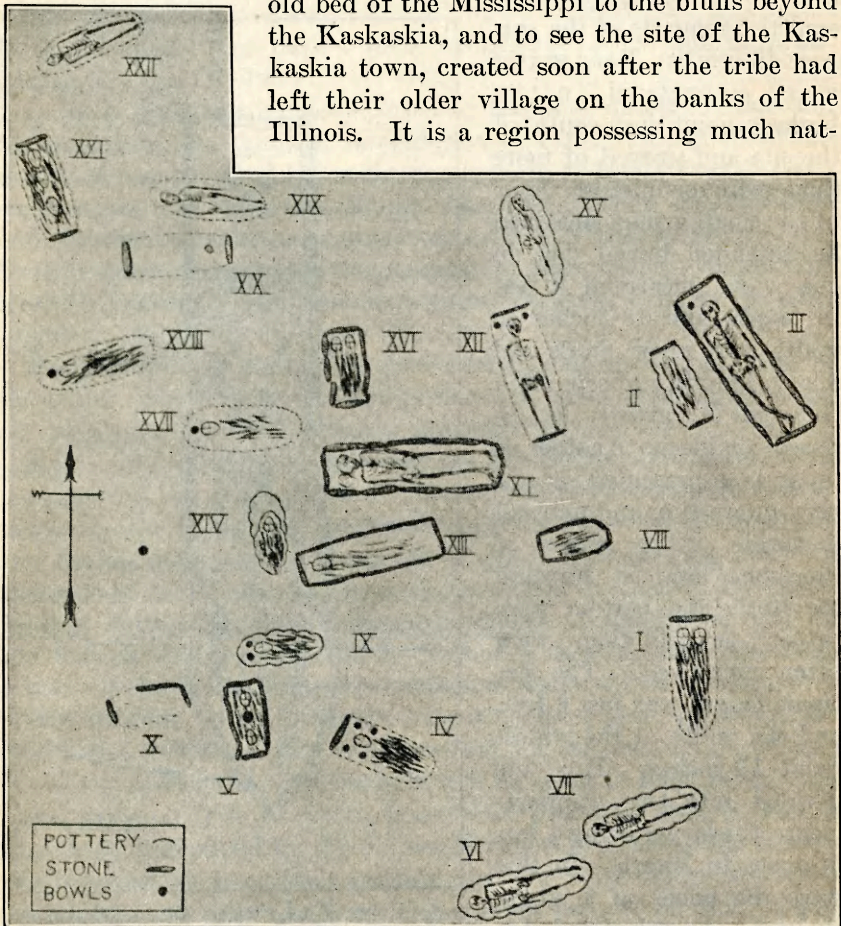 old bed of the Mississippi to the bluffs beyond
the Kaskaskia, and to see the site of the Kas-
kaskia town, created soon after the tribe had
left their older village on the banks of the
Illinois. It is a region possessing much nat-
XXII
XXI
XIX
XV
XX
III
XVIII
XVI
XII
II
XVII
XI
XIV
XIII
VIII
W
IX
I
X
IV
V
VII
VI
POTTERY
STONE
BOWLS